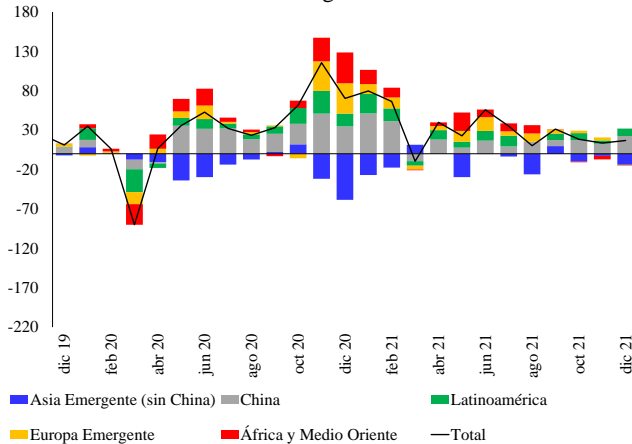 180
130
80
30
-20
-70
-120
-170
-220
dic 19
feb 20
abr 20
jun 20
ago 20
oct 20
dic 20
feb 21
abr 21
jun 21
ago 21
oct 21
dic 21
Asia Emergente (sin China) China Latinoamérica
Europa Emergente África y Medio Oriente Total